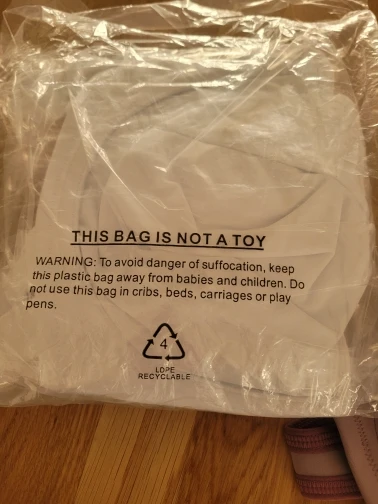 THIS BAG IS NOT A TOY
WARNING: To avoid danger of suffocation, keep
this plastic bag away from babies and children. Do
not use this bag in cribs, beds, carriages or play
pens.
4
LDPE
RECYCLABLE